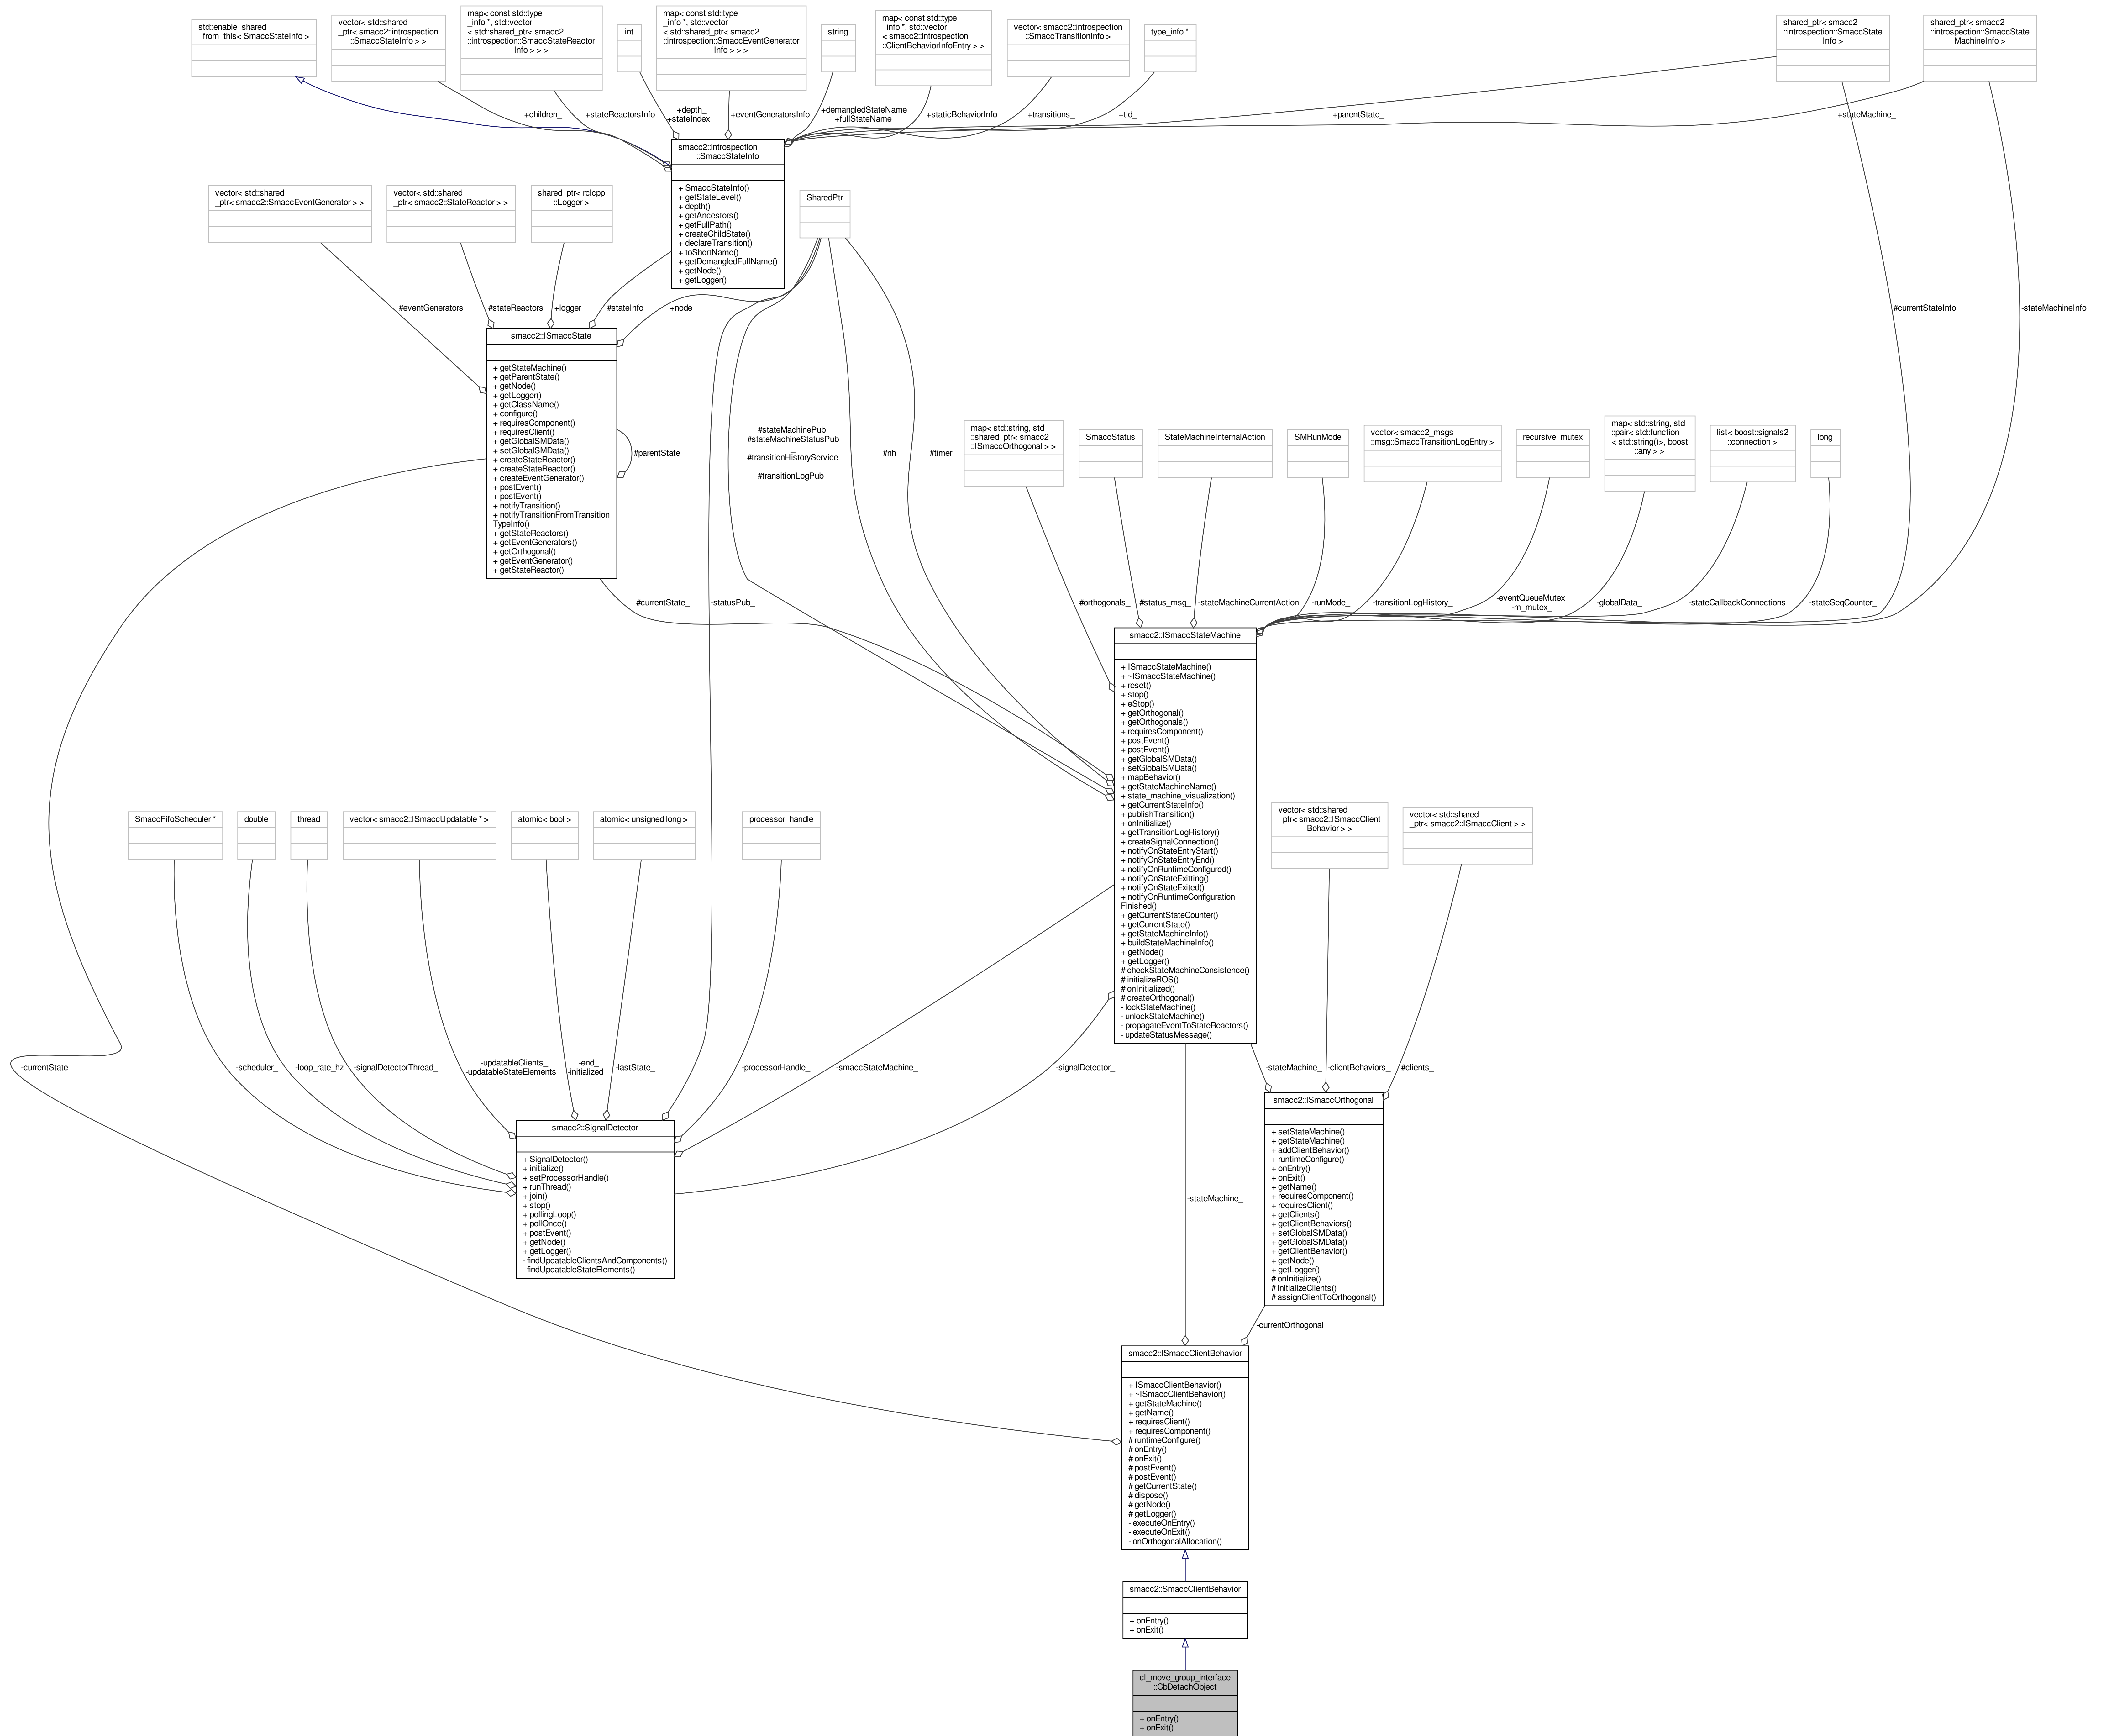 std::enable_shared
_from_this< SmaccStateInfo >
vector< std::shared
_ptr< smacc2::introspection
::SmaccStateInfo > >
map< const std::type
_info *, std::vector
< std::shared_ptr< smacc2
::introspection::SmaccStateReactor
Info > > >
int
map< const std::type
_info *, std::vector
< std::shared_ptr< smacc2
::introspection::SmaccEventGenerator
Info > > >
string
map< const std::type
_info *, std::vector
< smacc2::introspection
::ClientBehaviorInfoEntry > >
vector< smacc2::introspection
::SmaccTransitionInfo >
type_info *
shared_ptr< smacc2
::introspection::SmaccState
Info >
shared_ptr< smacc2
::introspection::SmaccState
MachineInfo >
+children_
+stateReactorsInfo
+depth_
+stateIndex_
+eventGeneratorsInfo
+demangledStateName
+fullStateName
+staticBehaviorInfo
+transitions_
+tid_
+parentState_
+stateMachine_
smacc2::introspection
::SmaccStateInfo
+ SmaccStateInfo()
+ getStateLevel()
+ depth()
+ getAncestors()
+ getFullPath()
+ createChildState()
+ declareTransition()
+ toShortName()
+ getDemangledFullName()
+ getNode()
+ getLogger()
vector< std::shared
_ptr< smacc2::SmaccEventGenerator > >
vector< std::shared
_ptr< smacc2::StateReactor > >
shared_ptr< rclcpp
::Logger >
SharedPtr
#eventGenerators_
#stateReactors_
+logger_
#stateInfo_
+node_
#currentStateInfo_
-stateMachineInfo_
smacc2::ISmaccState
+ getStateMachine()
+ getParentState()
+ getNode()
+ getLogger()
+ getClassName()
+ configure()
+ requiresComponent()
+ requiresClient()
+ getGlobalSMData()
+ setGlobalSMData()
+ createStateReactor()
+ createStateReactor()
+ createEventGenerator()
+ postEvent()
+ postEvent()
+ notifyTransition()
+ notifyTransitionFromTransition
TypeInfo()
+ getStateReactors()
+ getEventGenerators()
+ getOrthogonal()
+ getEventGenerator()
+ getStateReactor()
#parentState_
#stateMachinePub_
#stateMachineStatusPub
_
#transitionHistoryService
_
#transitionLogPub_
#nh_
#timer_
map< std::string, std
::shared_ptr< smacc2
::ISmaccOrthogonal > >
SmaccStatus
StateMachineInternalAction
SMRunMode
vector< smacc2_msgs
::msg::SmaccTransitionLogEntry >
recursive_mutex
map< std::string, std
::pair< std::function
< std::string()>, boost
::any > >
list< boost::signals2
::connection >
long
#currentState_
-statusPub_
#orthogonals_
#status_msg_
-stateMachineCurrentAction
-runMode_
-transitionLogHistory_
-eventQueueMutex_
-m_mutex_
-globalData_
-stateCallbackConnections
-stateSeqCounter_
smacc2::ISmaccStateMachine
+ ISmaccStateMachine()
+ ~ISmaccStateMachine()
+ reset()
+ stop()
+ eStop()
+ getOrthogonal()
+ getOrthogonals()
+ requiresComponent()
+ postEvent()
+ postEvent()
+ getGlobalSMData()
+ setGlobalSMData()
+ mapBehavior()
+ getStateMachineName()
+ state_machine_visualization()
+ getCurrentStateInfo()
+ publishTransition()
+ onInitialize()
+ getTransitionLogHistory()
+ createSignalConnection()
+ notifyOnStateEntryStart()
+ notifyOnStateEntryEnd()
+ notifyOnRuntimeConfigured()
+ notifyOnStateExitting()
+ notifyOnStateExited()
+ notifyOnRuntimeConfiguration
Finished()
+ getCurrentStateCounter()
+ getCurrentState()
+ getStateMachineInfo()
+ buildStateMachineInfo()
+ getNode()
+ getLogger()
# checkStateMachineConsistence()
# initializeROS()
# onInitialized()
# createOrthogonal()
- lockStateMachine()
- unlockStateMachine()
- propagateEventToStateReactors()
- updateStatusMessage()
SmaccFifoScheduler *
double
thread
vector< smacc2::ISmaccUpdatable * >
atomic< bool >
atomic< unsigned long >
processor_handle
vector< std::shared
_ptr< smacc2::ISmaccClient
Behavior > >
vector< std::shared
_ptr< smacc2::ISmaccClient > >
-currentState
-scheduler_
-loop_rate_hz
-signalDetectorThread_
-updatableClients_
-updatableStateElements_
-end_
-initialized_
-lastState_
-processorHandle_
-smaccStateMachine_
-signalDetector_
-stateMachine_
-clientBehaviors_
#clients_
smacc2::SignalDetector
+ SignalDetector()
+ initialize()
+ setProcessorHandle()
+ runThread()
+ join()
+ stop()
+ pollingLoop()
+ pollOnce()
+ postEvent()
+ getNode()
+ getLogger()
- findUpdatableClientsAndComponents()
- findUpdatableStateElements()
smacc2::ISmaccOrthogonal
+ setStateMachine()
+ getStateMachine()
+ addClientBehavior()
+ runtimeConfigure()
+ onEntry()
+ onExit()
+ getName()
+ requiresComponent()
+ requiresClient()
+ getClients()
+ getClientBehaviors()
+ setGlobalSMData()
+ getGlobalSMData()
+ getClientBehavior()
+ getNode()
+ getLogger()
# onInitialize()
# initializeClients()
# assignClientToOrthogonal()
-stateMachine_
-currentOrthogonal
smacc2::ISmaccClientBehavior
+ ISmaccClientBehavior()
+ ~ISmaccClientBehavior()
+ getStateMachine()
+ getName()
+ requiresClient()
+ requiresComponent()
# runtimeConfigure()
# onEntry()
# onExit()
# postEvent()
# postEvent()
# getCurrentState()
# dispose()
# getNode()
# getLogger()
- executeOnEntry()
- executeOnExit()
- onOrthogonalAllocation()
smacc2::SmaccClientBehavior
+ onEntry()
+ onExit()
cl_move_group_interface
::CbDetachObject
+ onEntry()
+ onExit()